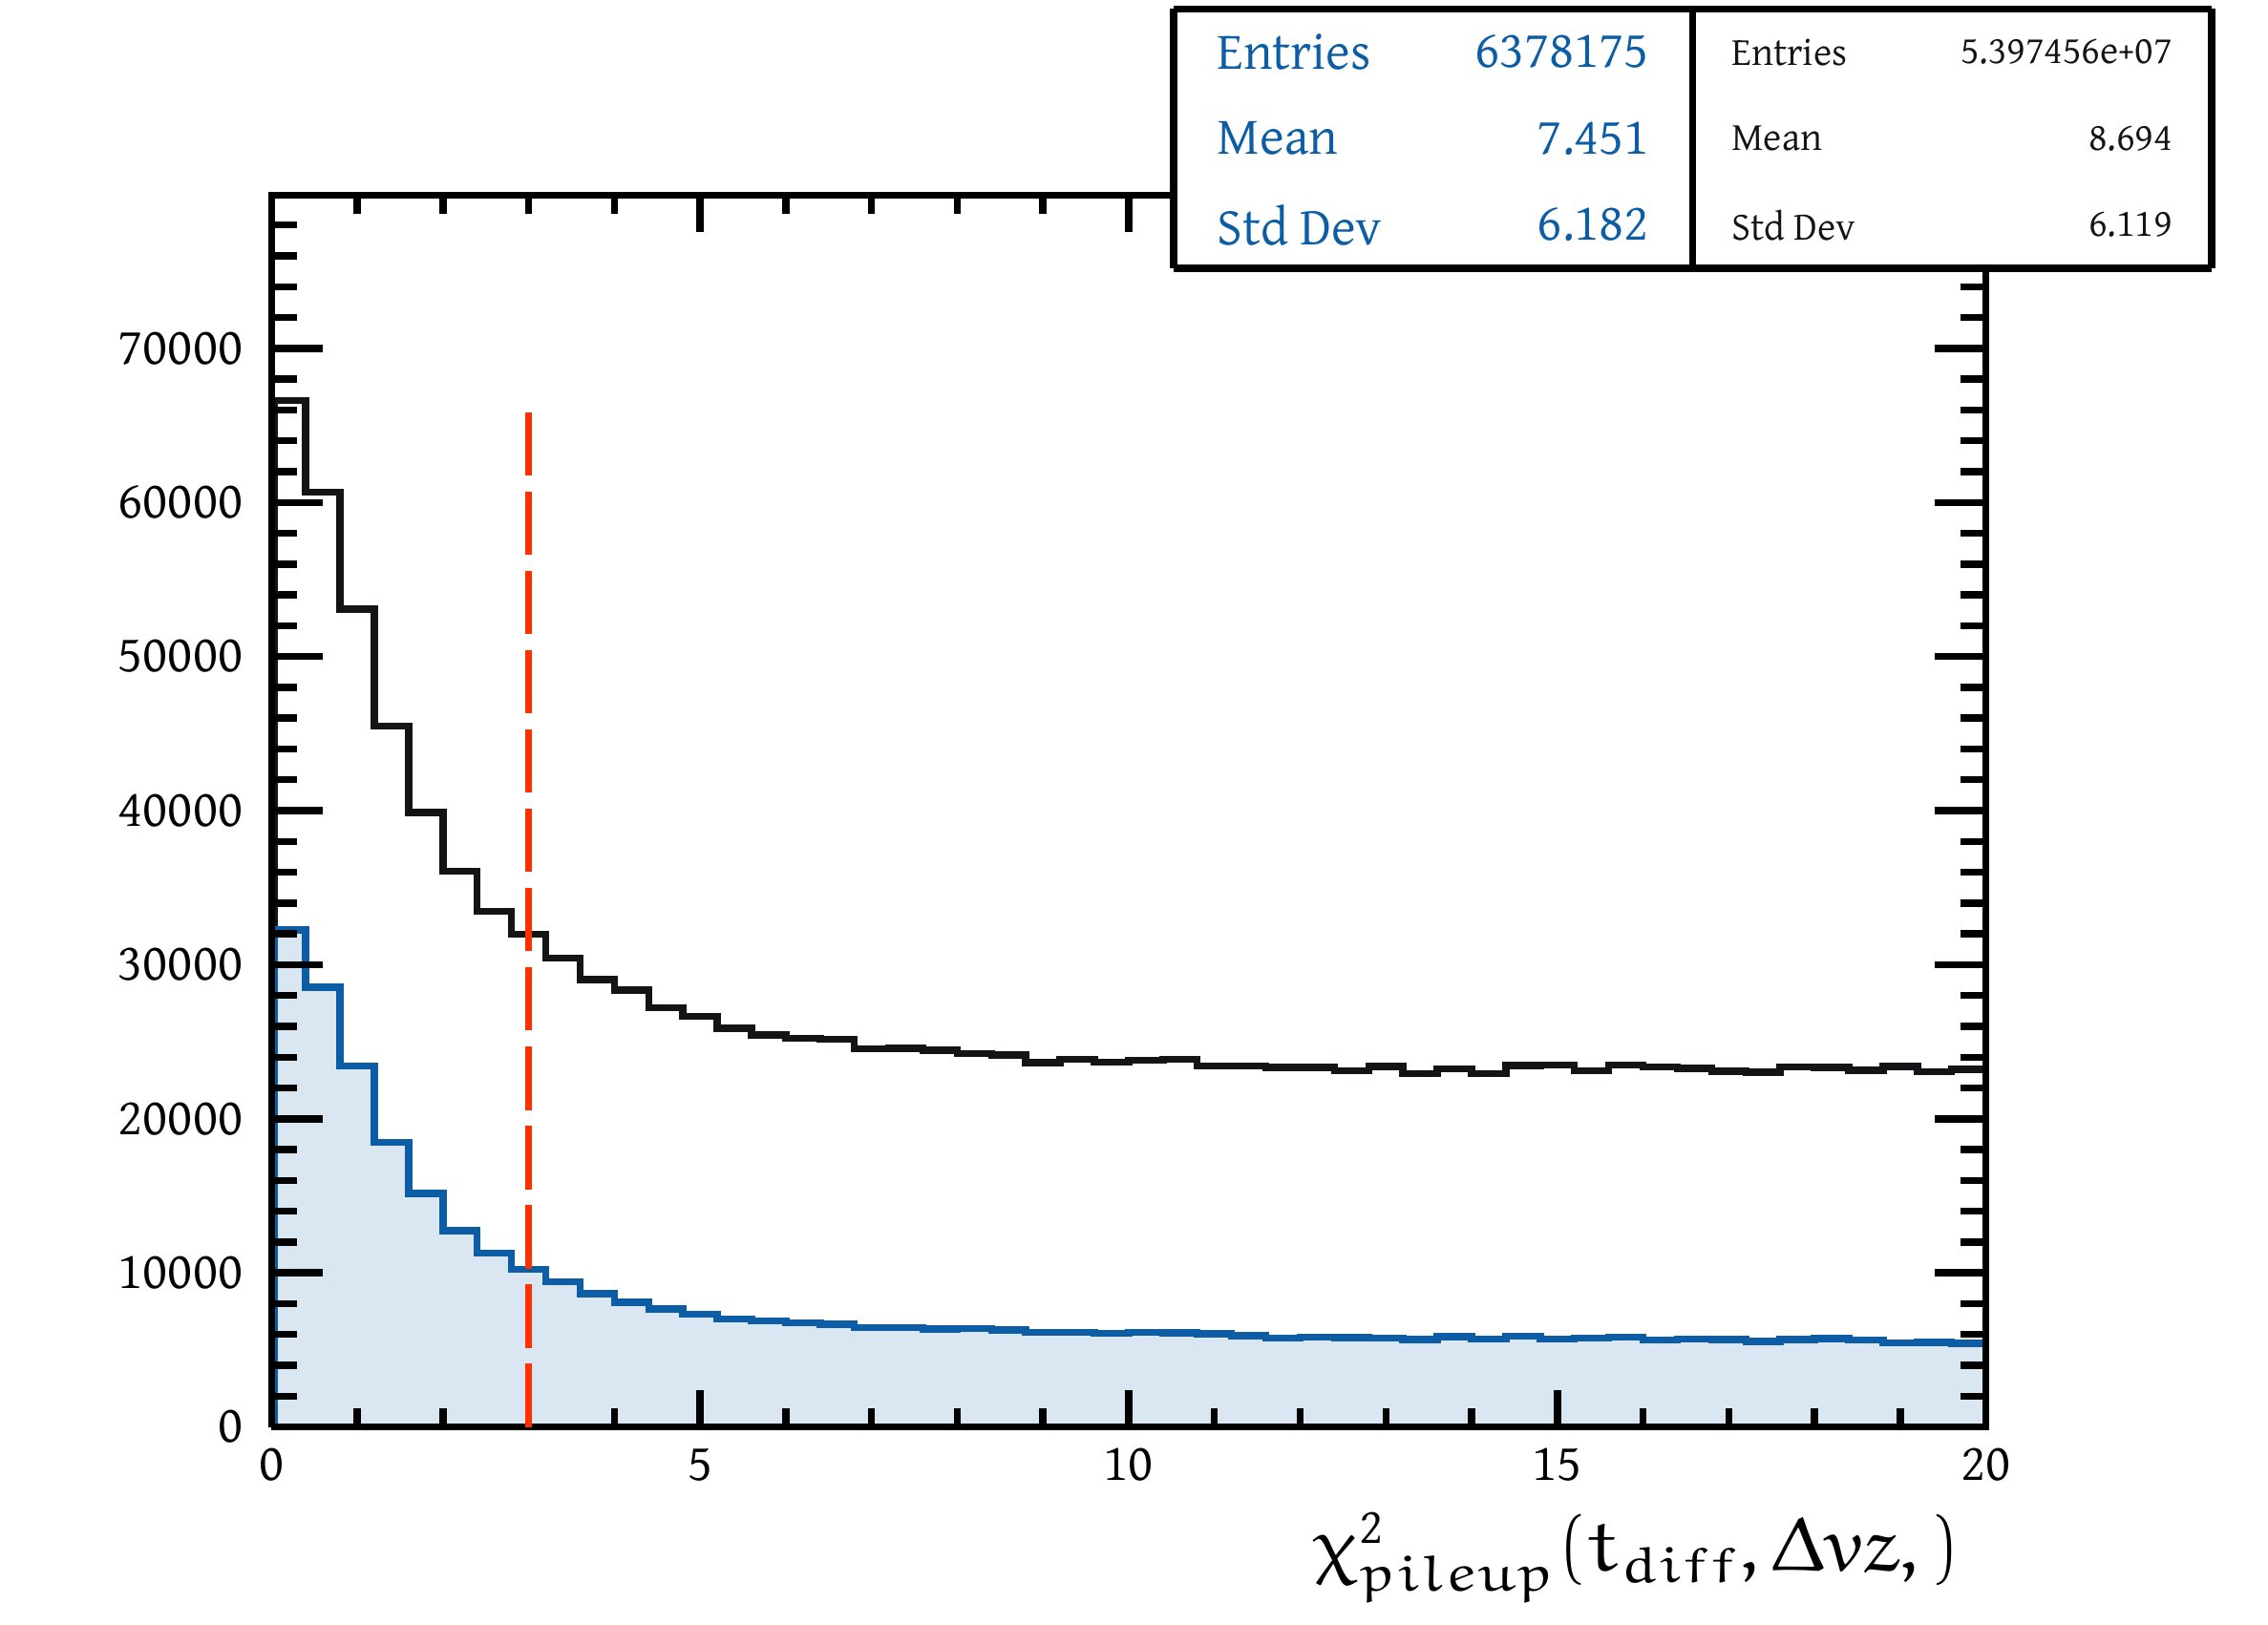 Entries 6378175 Entries 5.397456e+07
Mean 7.451 Mean 8.694
Std Dev 6.182 Std Dev 6.119
70000
60000
50000
40000
30000
20000
10000
0
0 5 10 15 20
χ²pileup(tdiff, Δvz, )